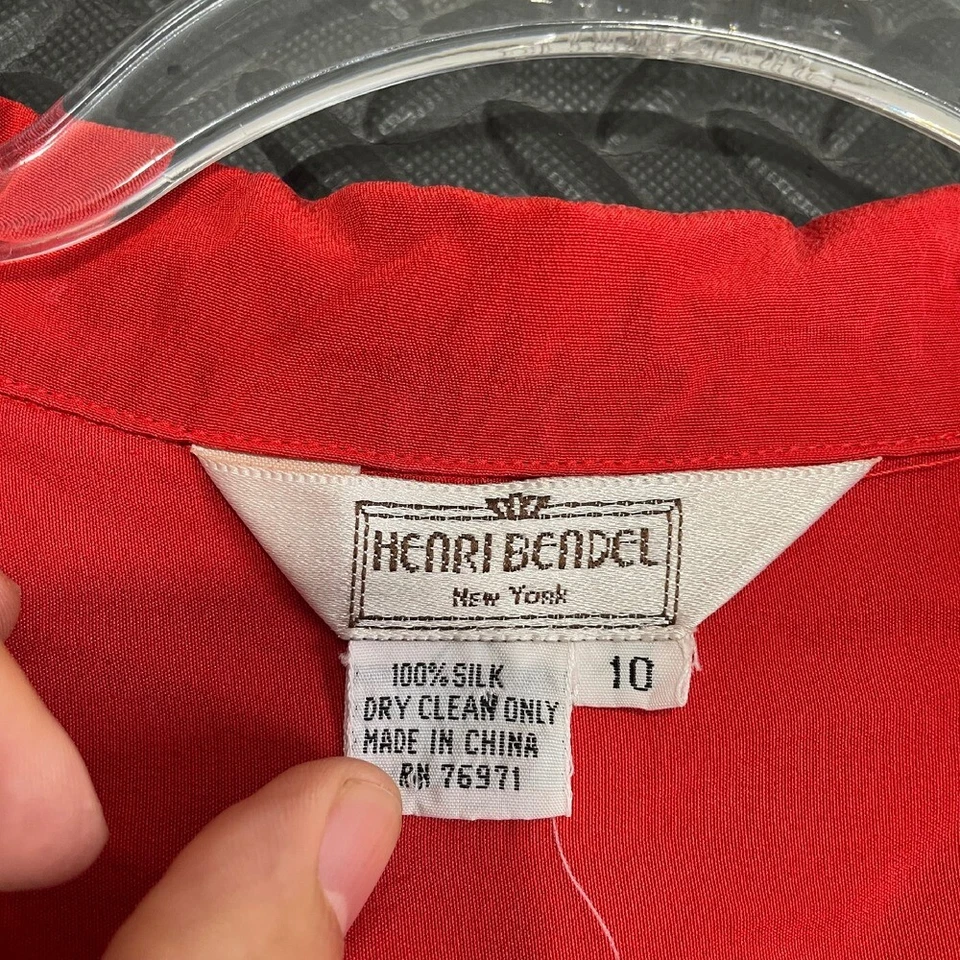 HENRI BENDEL
New York
100% SILK
DRY CLEAN ONLY
MADE IN CHINA
RN 76971
10